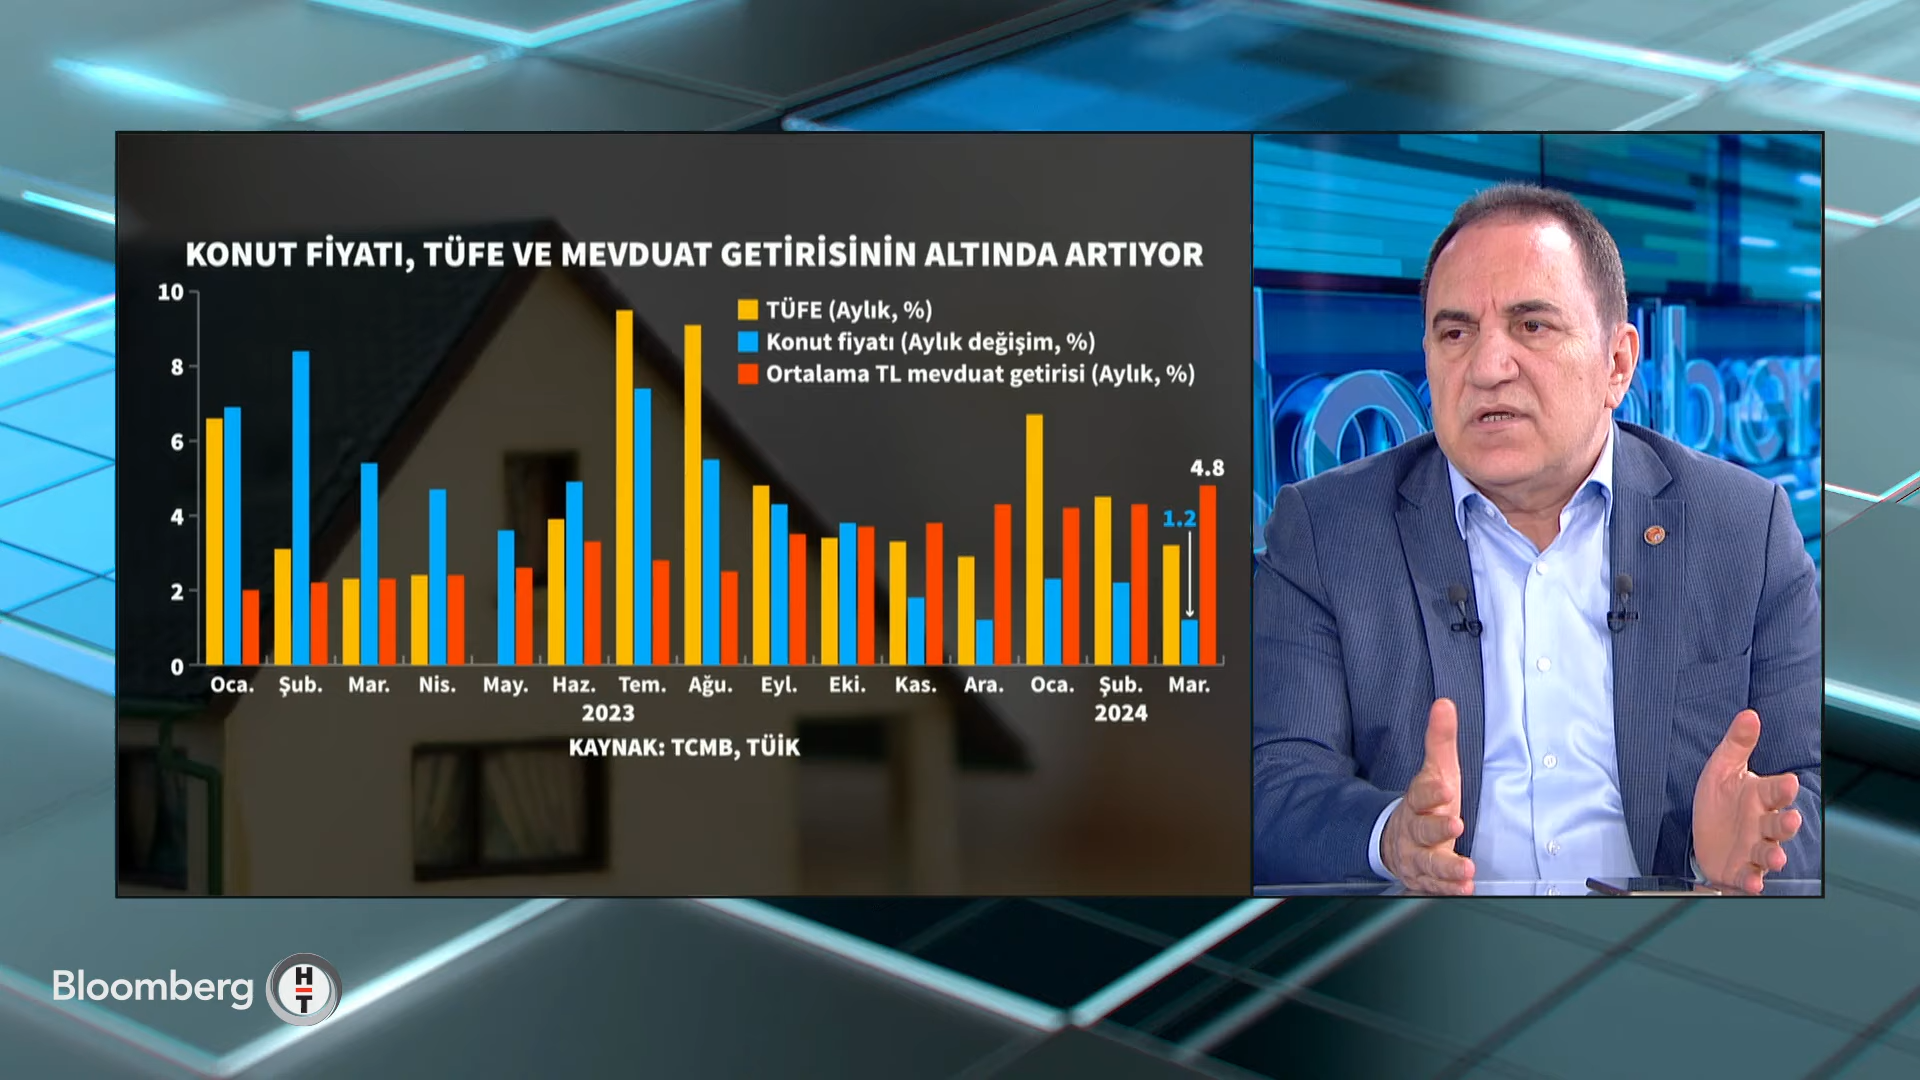 KONUT FİYATI, TÜFE VE MEVDUAT GETİRİSİNİN ALTINDA ARTIYOR
10
8
6
4
2
0
TÜFE (Aylık, %)
Konut fiyatı (Aylık değişim, %)
Ortalama TL mevduat getirisi (Aylık, %)
4.8
1.2
Oca. Şub. Mar. Nis. May. Haz. Tem. Ağu. Eyl. Eki. Kas. Ara. Oca. Şub. Mar.
2023 2024
KAYNAK: TCMB, TÜİK
Bloomberg HT